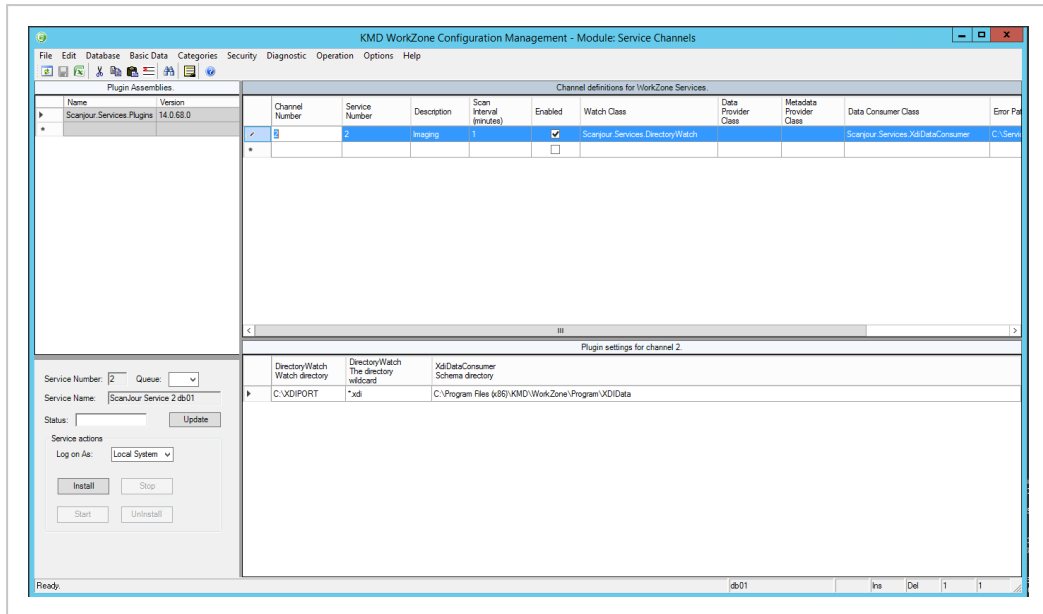 KMD WorkZone Configuration Management - Module: Service Channels
File Edit Database Basic Data Categories Security Diagnostic Operation Options Help
Plugin Assemblies.
Name Version
Scanjour.Services.Plugins 14.0.68.0
Channel definitions for WorkZone Services.
Channel Number Service Number Description Scan Interval (minutes) Enabled Watch Class Data Provider Class Metadata Provider Class Data Consumer Class Error Pat
2 2 Imaging 1 Scanjour.Services.DirectoryWatch Scanjour.Services.XdiDataConsumer C:\Servi
Plugin settings for channel 2.
DirectoryWatch Watch directory DirectoryWatch The directory wildcard XdiDataConsumer Schema directory
C:\XDIPORT *.xdi C:\Program Files (x86)\KMD\WorkZone\Program\XDIData
Service Number: 2 Queue:
Service Name: ScanJour Service 2 db01
Status: Update
Service actions
Log on As: Local System
Install Stop
Start Uninstall
Ready. db01 Ins Del 1 1